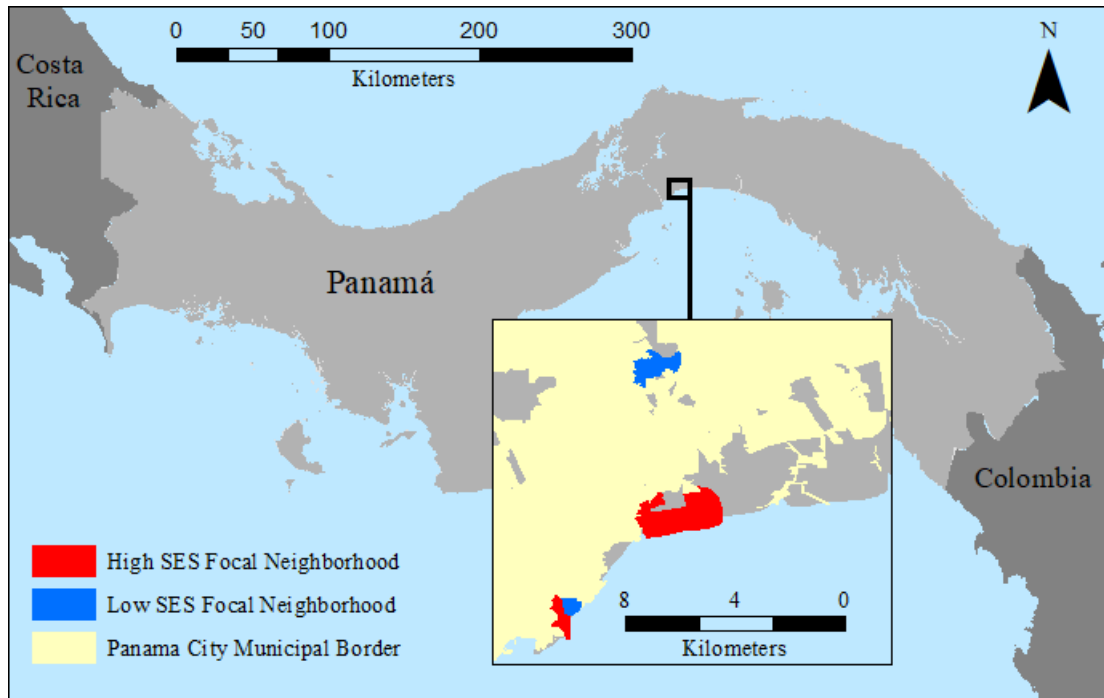 0 50 100 200 300
Kilometers
N
Costa
Rica
Panamá
Colombia
High SES Focal Neighborhood
Low SES Focal Neighborhood
Panama City Municipal Border
8 4 0
Kilometers